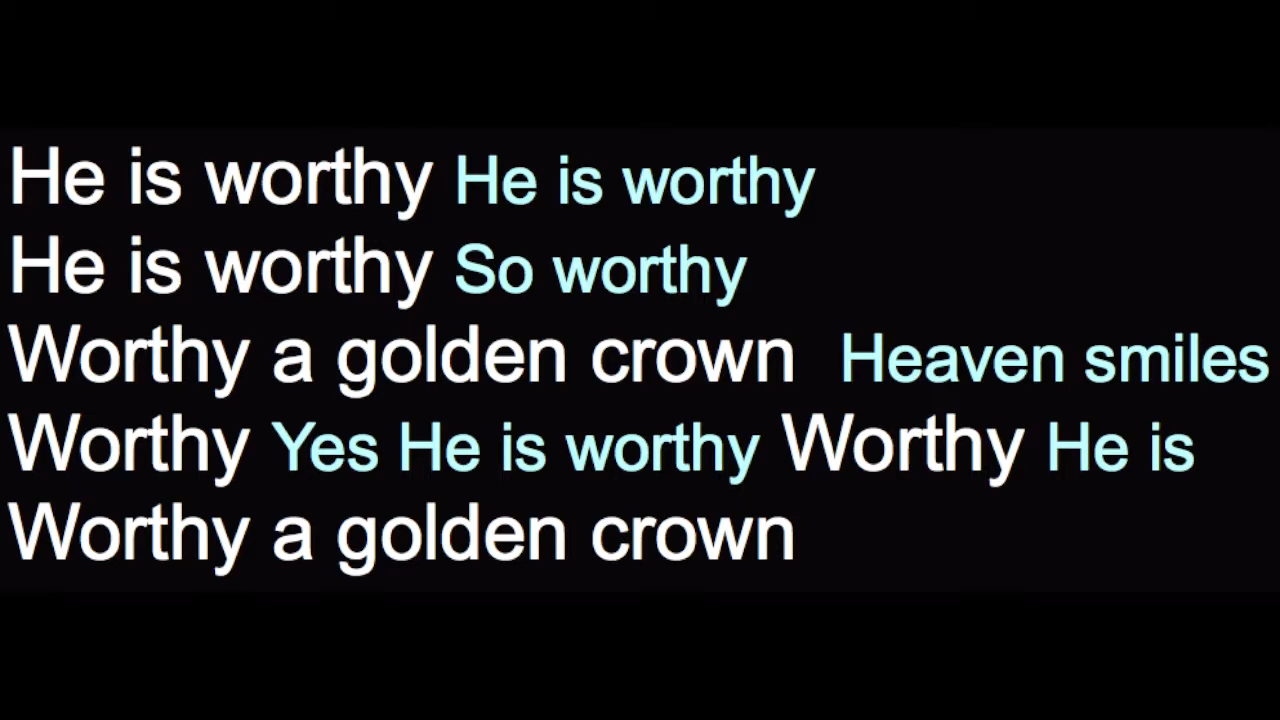 He is worthy He is worthy
He is worthy So worthy
Worthy a golden crown Heaven smiles
Worthy Yes He is worthy Worthy He is
Worthy a golden crown